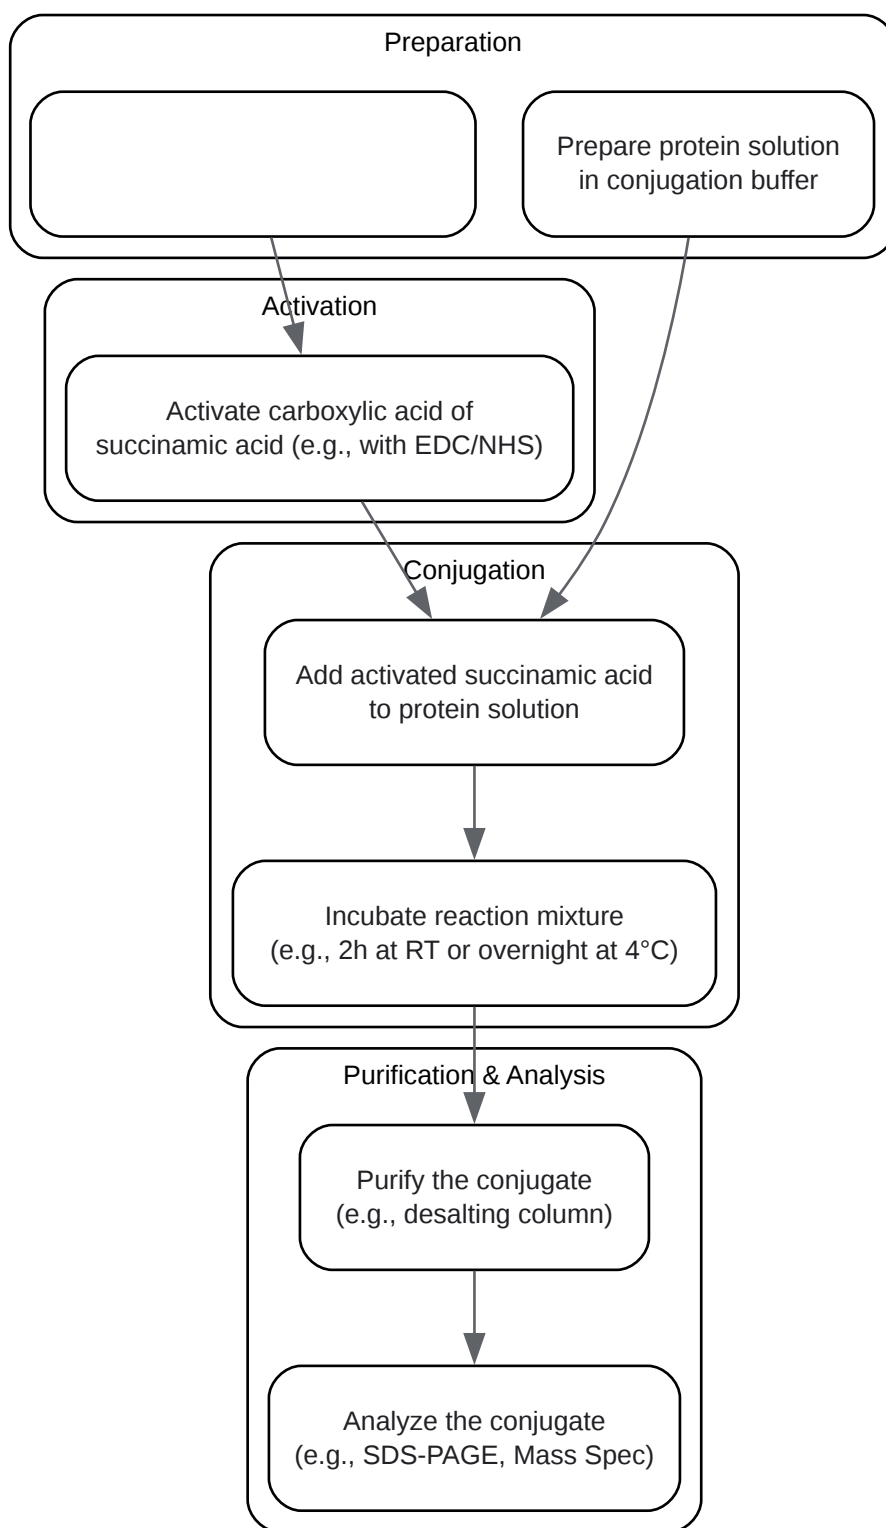 Preparation
Prepare protein solution
in conjugation buffer
Activation
Activate carboxylic acid of
succinamic acid (e.g., with EDC/NHS)
Conjugation
Add activated succinamic acid
to protein solution
Incubate reaction mixture
(e.g., 2h at RT or overnight at 4°C)
Purification & Analysis
Purify the conjugate
(e.g., desalting column)
Analyze the conjugate
(e.g., SDS-PAGE, Mass Spec)